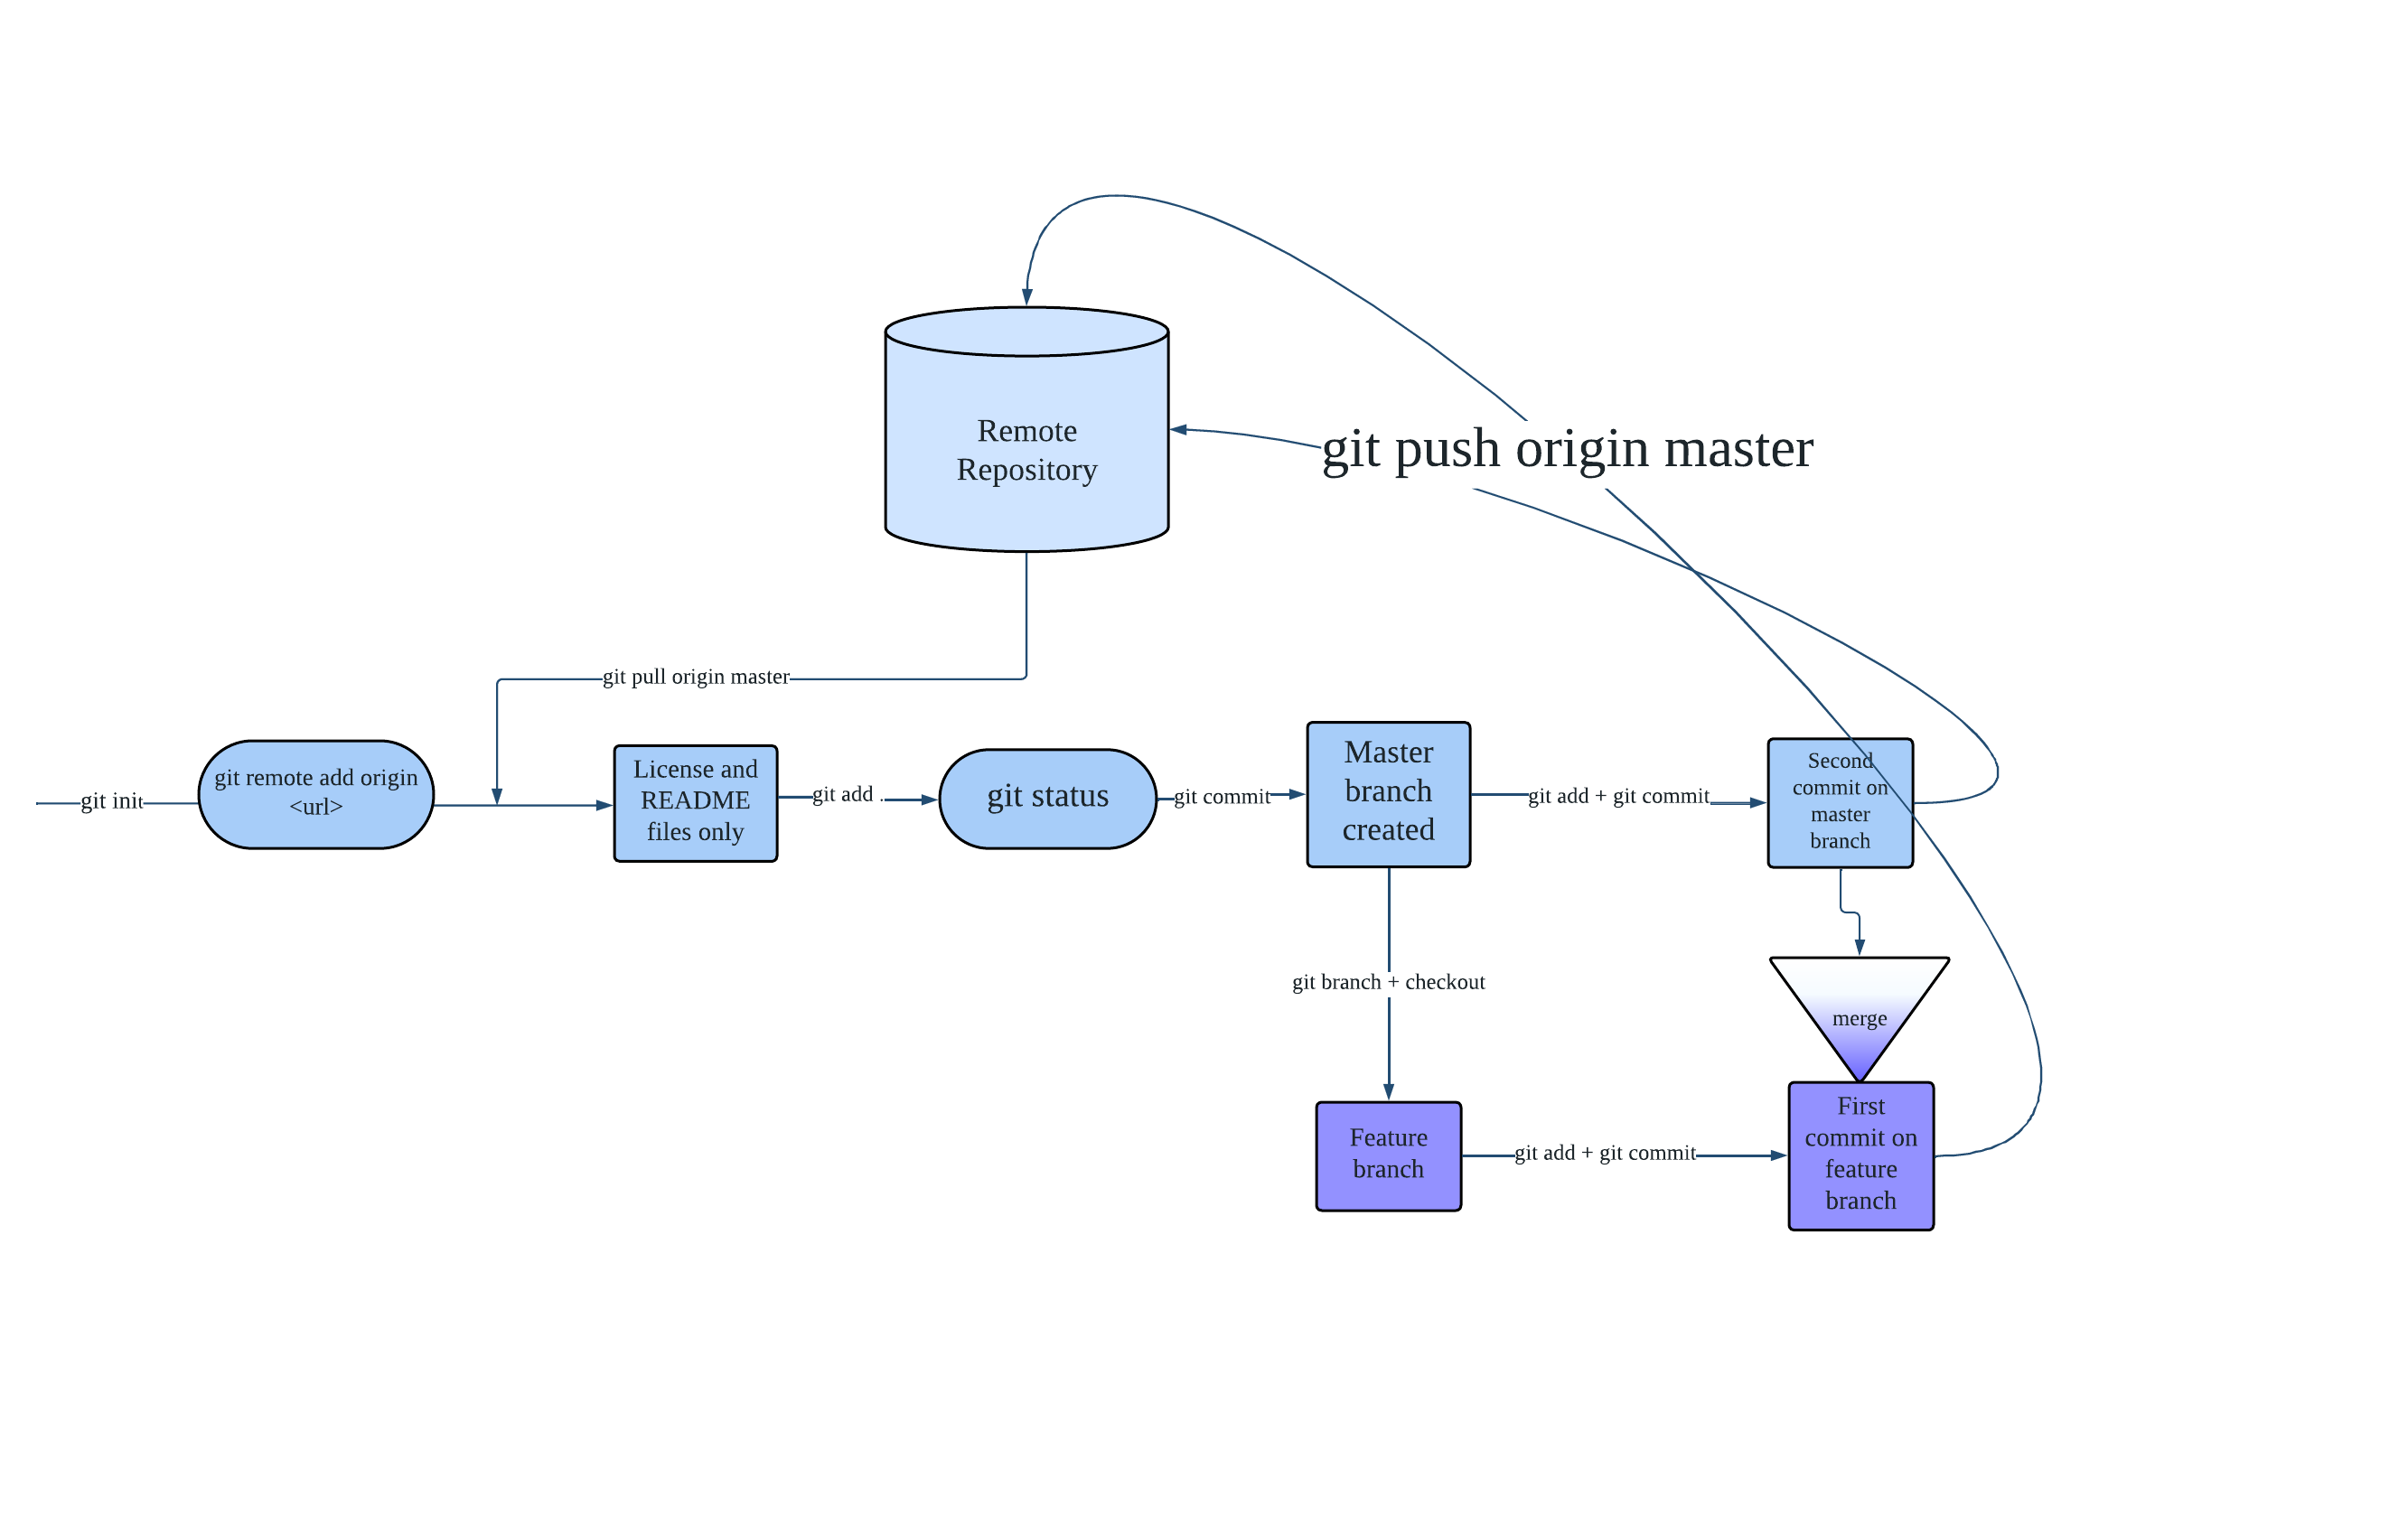 Remote
Repository
git push origin master
git pull origin master
git init
git remote add origin
<url>
License and
README
files only
git add .
git status
git commit
Master
branch
created
git add + git commit
Second
commit on
master
branch
git branch + checkout
merge
Feature
branch
git add + git commit
First
commit on
feature
branch